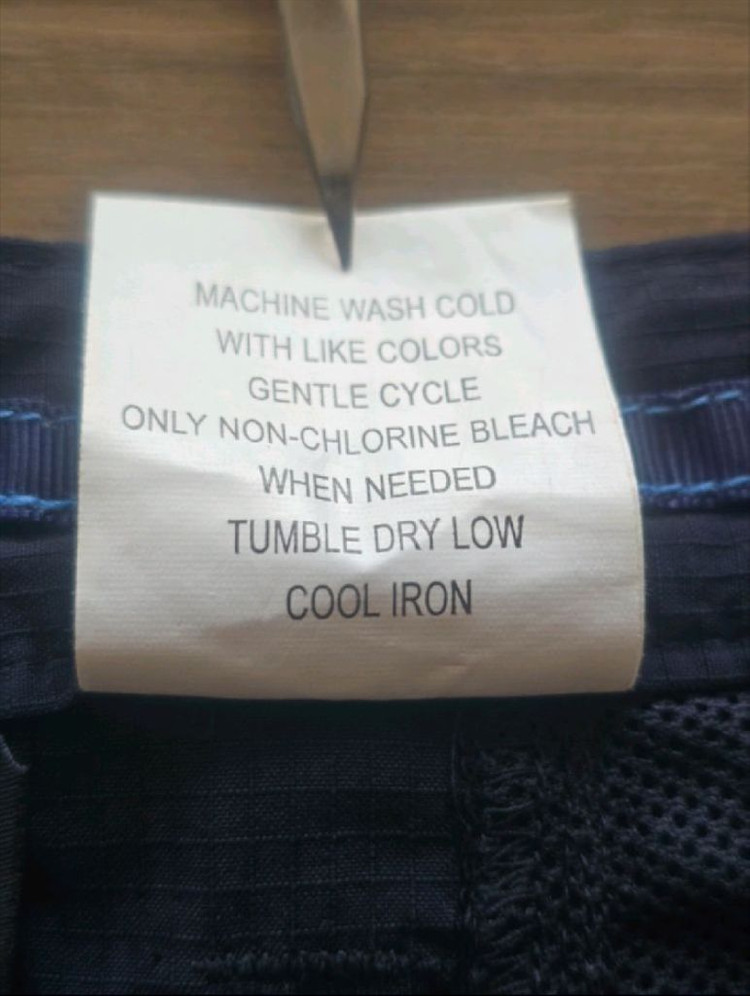 MACHINE WASH COLD
WITH LIKE COLORS
GENTLE CYCLE
ONLY NON-CHLORINE BLEACH
WHEN NEEDED
TUMBLE DRY LOW
COOL IRON